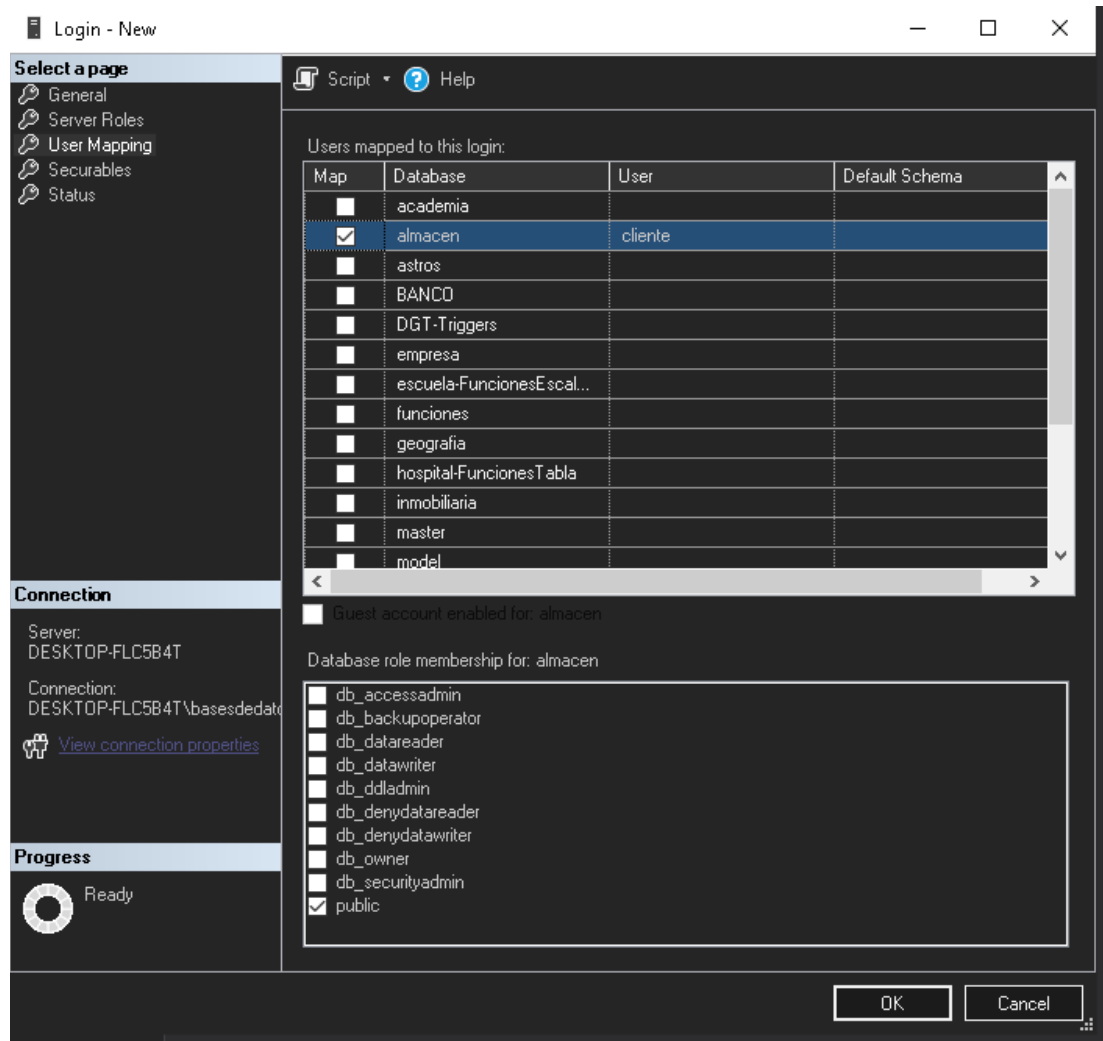 Login - New
Select a page
General
Server Roles
User Mapping
Securables
Status
Script Help
Users mapped to this login:
Map Database User Default Schema
academia
almacen cliente
astros
BANCO
DGT-Triggers
empresa
escuela-FuncionesEscal...
funciones
geografia
hospital-FuncionesTabla
inmobiliaria
master
model
Guest account enabled for: almacen
Database role membership for: almacen
db_accessadmin
db_backupoperator
db_datareader
db_datawriter
db_ddladmin
db_denydatareader
db_denydatawriter
db_owner
db_securityadmin
public
Connection
Server:
DESKTOP-FLC5B4T
Connection:
DESKTOP-FLC5B4T\basesdedato
View connection properties
Progress
Ready
OK Cancel